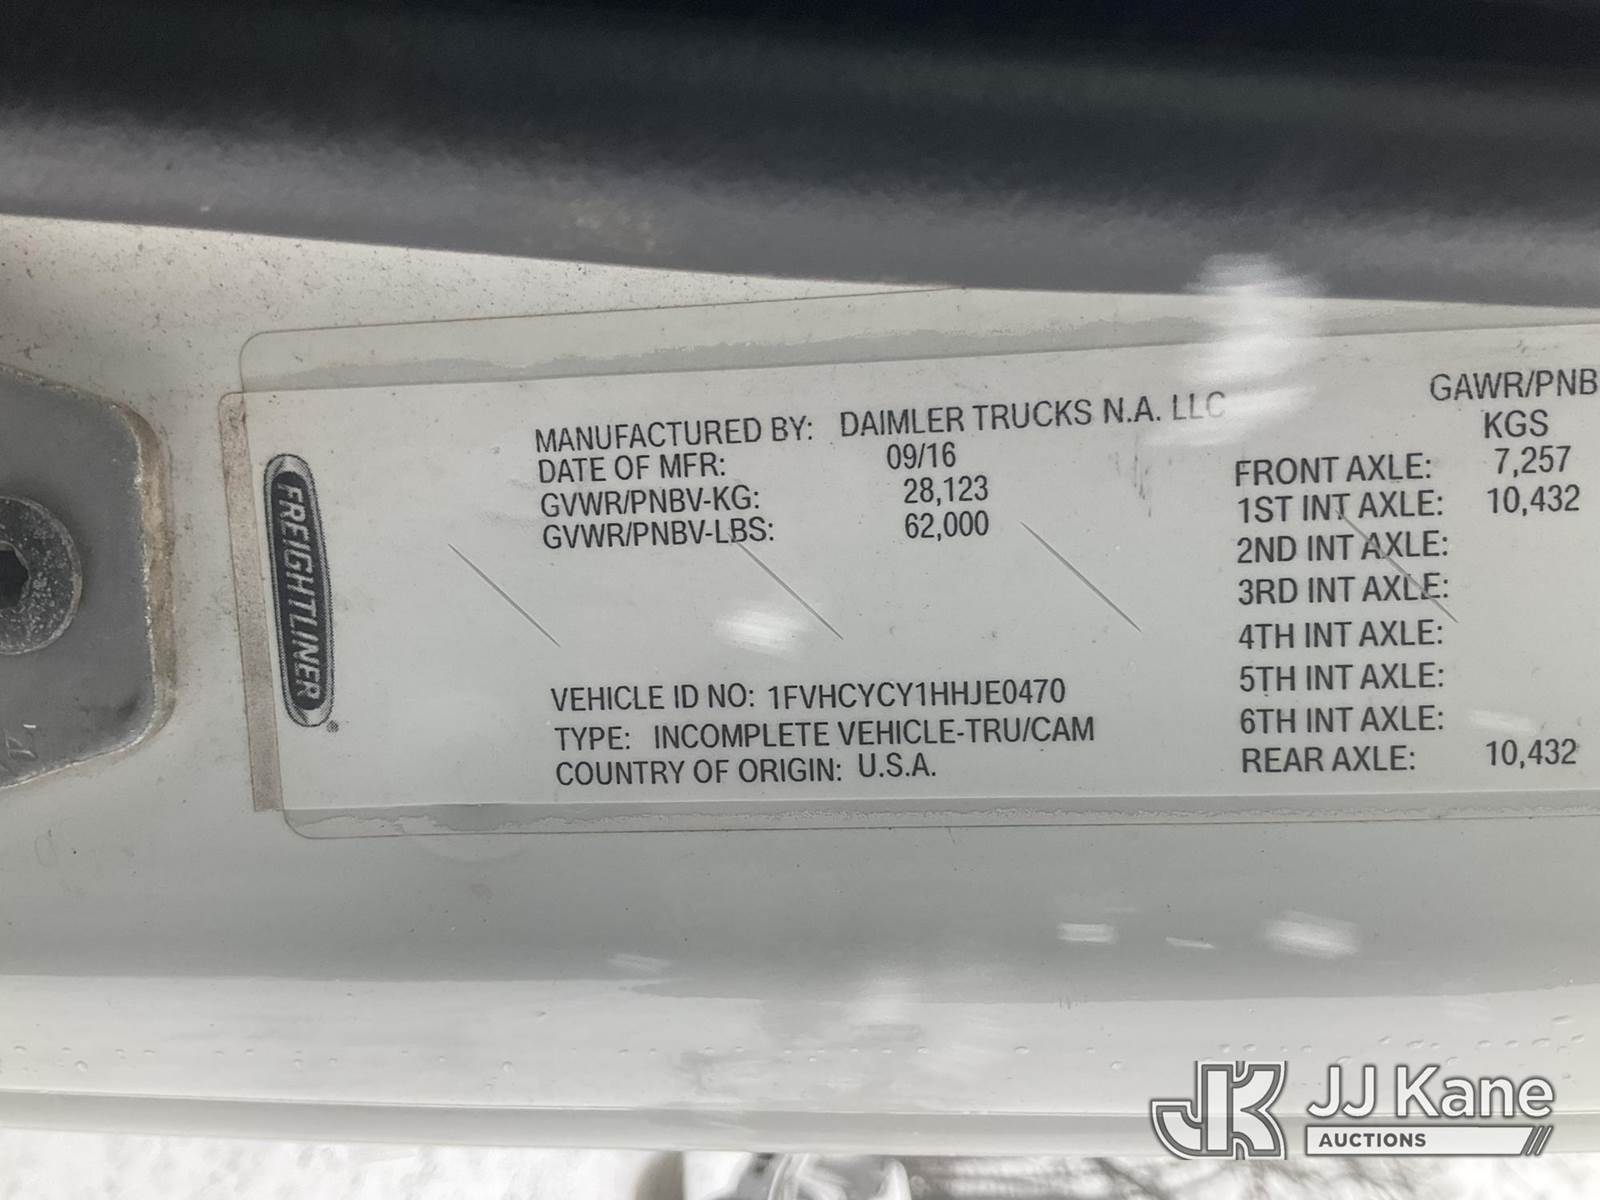 FREIGHTLINER
MANUFACTURED BY: DAIMLER TRUCKS N.A. LLC
DATE OF MFR: 09/16
GVWR/PNBV-KG: 28,123
GVWR/PNBV-LBS: 62,000
VEHICLE ID NO: 1FVHCYCY1HHJE0470
TYPE: INCOMPLETE VEHICLE-TRU/CAM
COUNTRY OF ORIGIN: U.S.A.
GAWR/PNB
KGS
FRONT AXLE: 7,257
1ST INT AXLE: 10,432
2ND INT AXLE:
3RD INT AXLE:
4TH INT AXLE:
5TH INT AXLE:
6TH INT AXLE:
REAR AXLE: 10,432
JK JJ Kane
AUCTIONS